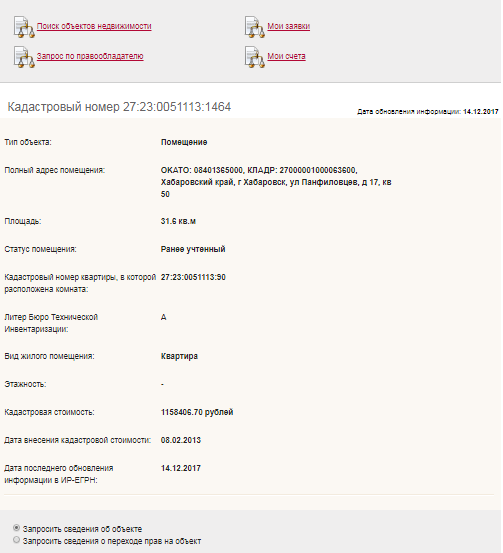 Поиск объектов недвижимости
Мои заявки
Запрос по правообладателю
Мои счета
Кадастровый номер 27:23:0051113:1464
Дата обновления информации: 14.12.2017
Тип объекта: Помещение
Полный адрес помещения: ОКАТО: 08401365000, КЛАДР: 27000001000063600,
Хабаровский край, г Хабаровск, ул Панфиловцев, д 17, кв
50
Площадь: 31.6 кв.м
Статус помещения: Ранее учтенный
Кадастровый номер квартиры, в которой 27:23:0051113:90
расположена комната:
Литер Бюро Технической А
Инвентаризации:
Вид жилого помещения: Квартира
Этажность: -
Кадастровая стоимость: 1158406.70 рублей
Дата внесения кадастровой стоимости: 08.02.2013
Дата последнего обновления 14.12.2017
информации в ИР-ЕГРН:
Запросить сведения об объекте
Запросить сведения о переходе прав на объект